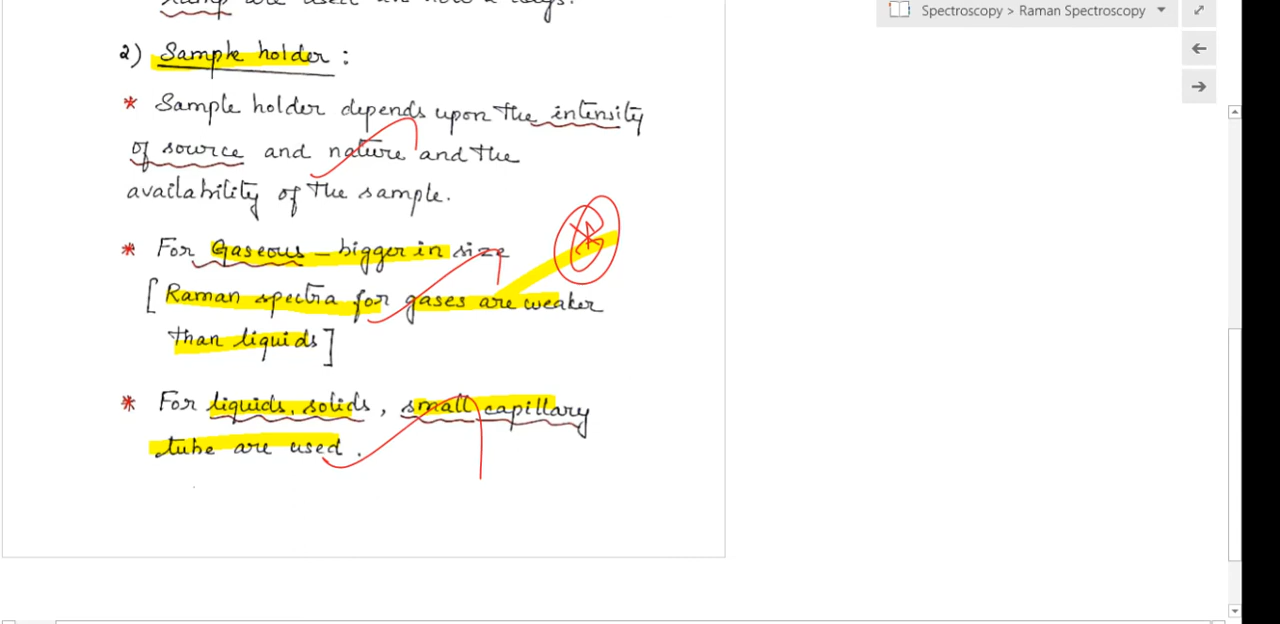 are used
Spectroscopy > Raman Spectroscopy
2) Sample holder :
* Sample holder depends upon the intensity
of source and nature and the
availability of the sample.
* For Gaseous – bigger in size
[ Raman spectra for gases are weaker
than liquids ]
* For liquids, solids, small capillary
tube are used.